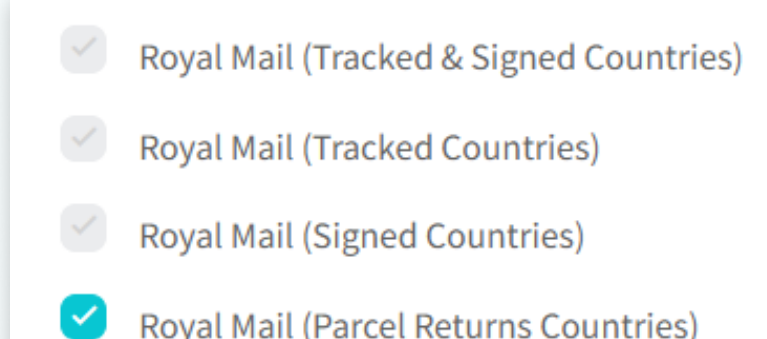 Royal Mail (Tracked & Signed Countries)
Royal Mail (Tracked Countries)
Royal Mail (Signed Countries)
Royal Mail (Parcel Returns Countries)